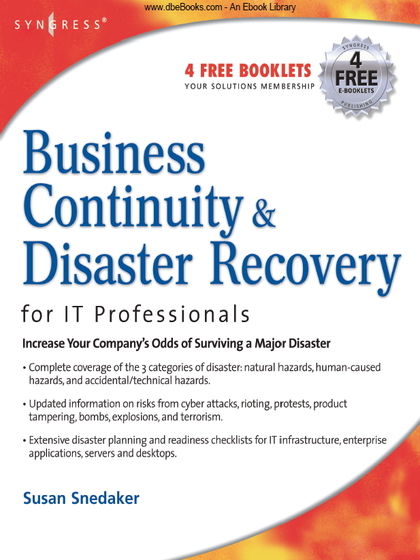 www.dbeBooks.com - An Ebook Library
SYNGRESS®
4 FREE BOOKLETS
YOUR SOLUTIONS MEMBERSHIP
SYNGRESS
4
FREE
E-BOOKLETS
PUBLISHING
Business
Continuity &
Disaster Recovery
for IT Professionals
Increase Your Company's Odds of Surviving a Major Disaster
• Complete coverage of the 3 categories of disaster: natural hazards, human-caused
hazards, and accidental/technical hazards.
• Updated information on risks from cyber attacks, rioting, protests, product
tampering, bombs, explosions, and terrorism.
• Extensive disaster planning and readiness checklists for IT infrastructure, enterprise
applications, servers and desktops.
Susan Snedaker